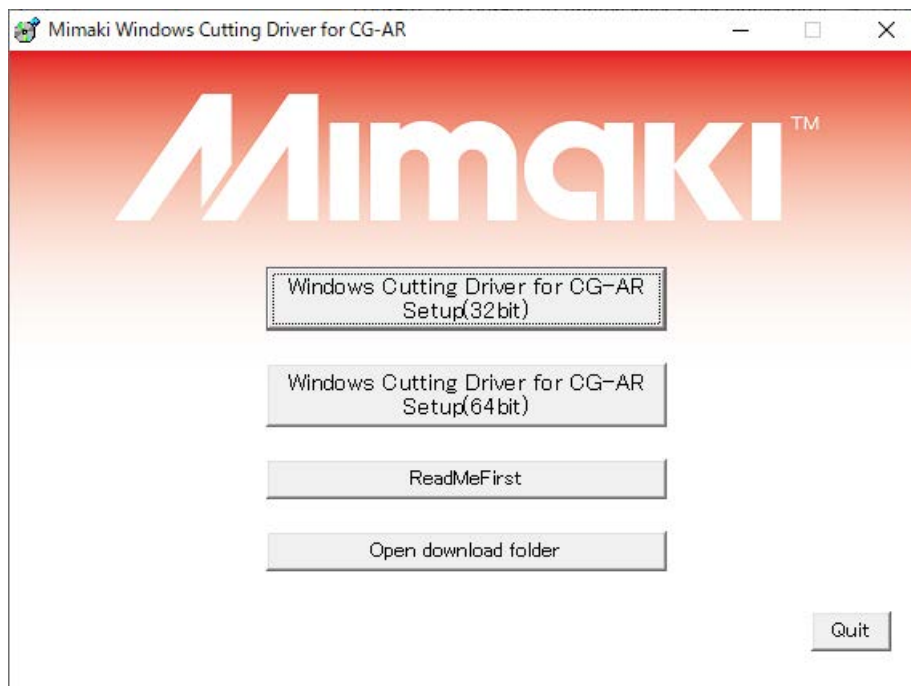 Mimaki Windows Cutting Driver for CG-AR
Mimaki™
Windows Cutting Driver for CG-AR
Setup(32bit)
Windows Cutting Driver for CG-AR
Setup(64bit)
ReadMeFirst
Open download folder
Quit